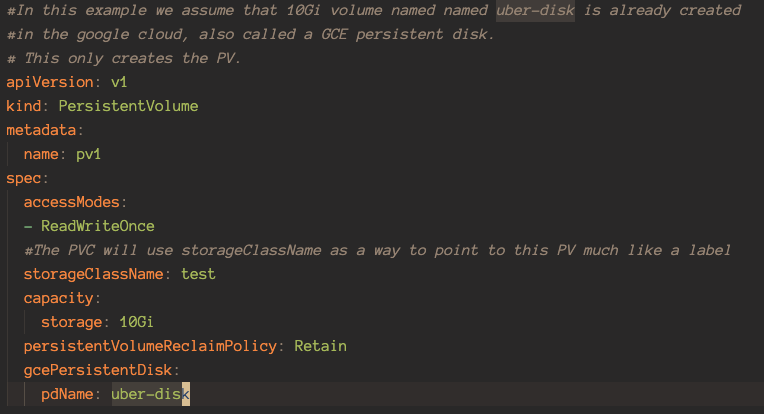 #In this example we assume that 10Gi volume named named uber-disk is already created
#in the google cloud, also called a GCE persistent disk.
# This only creates the PV.
apiVersion: v1
kind: PersistentVolume
metadata:
  name: pv1
spec:
  accessModes:
  - ReadWriteOnce
  #The PVC will use storageClassName as a way to point to this PV much like a label
  storageClassName: test
  capacity:
    storage: 10Gi
  persistentVolumeReclaimPolicy: Retain
  gcePersistentDisk:
    pdName: uber-disk